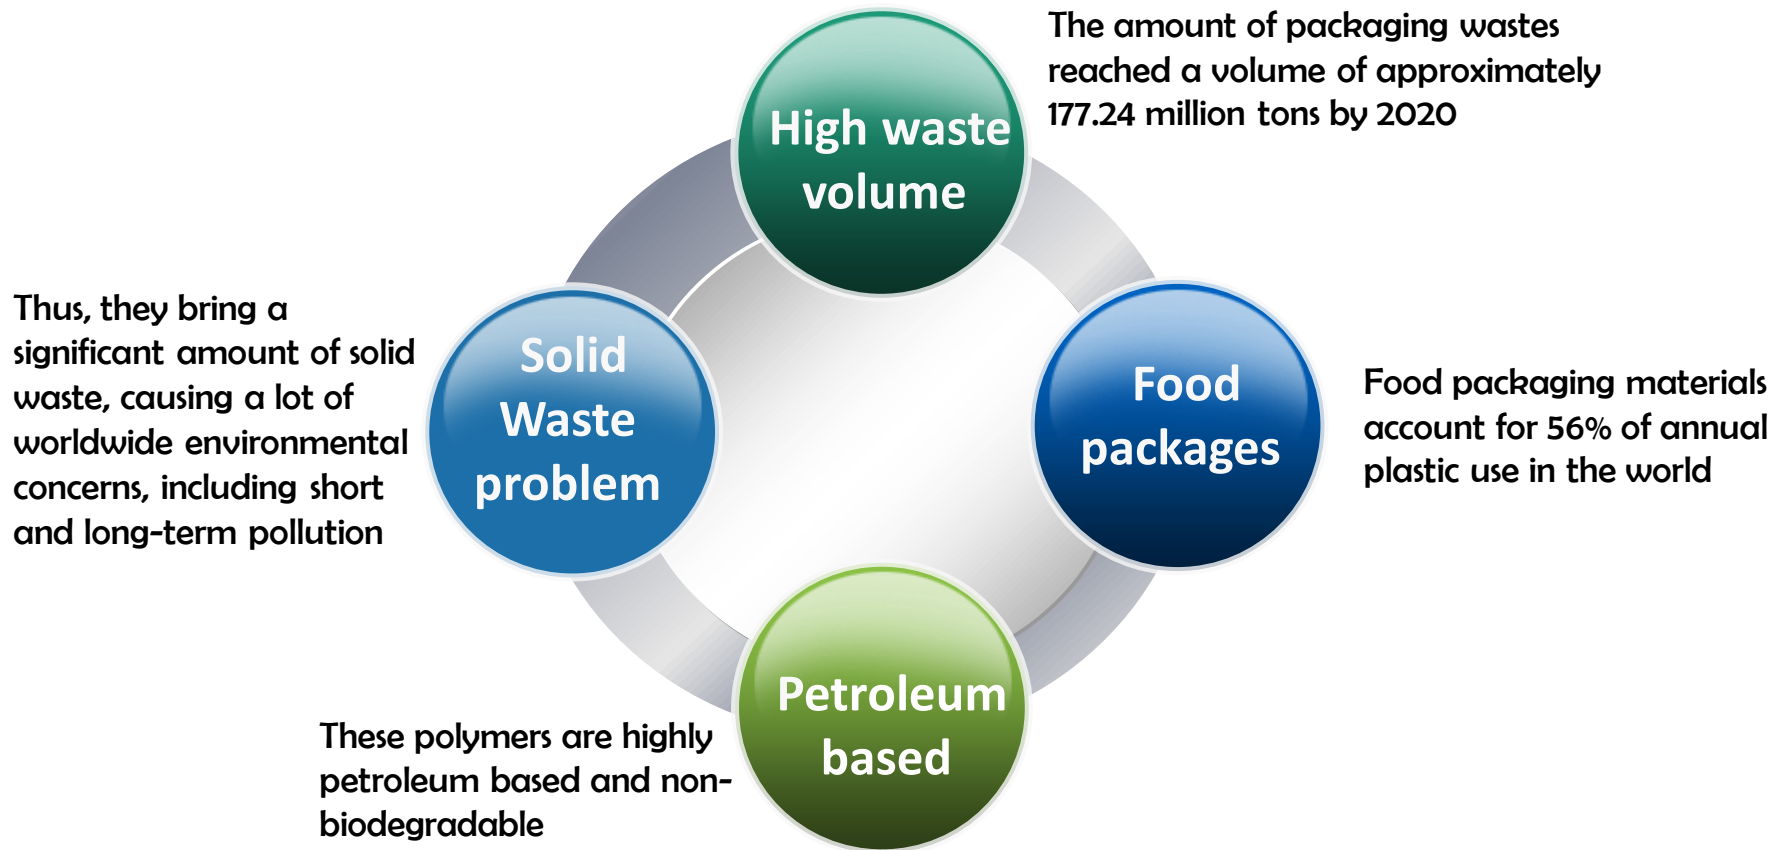 The amount of packaging wastes
reached a volume of approximately
177.24 million tons by 2020
High waste
volume
Food
packages
Food packaging materials
account for 56% of annual
plastic use in the world
Petroleum
based
These polymers are highly
petroleum based and non-
biodegradable
Solid
Waste
problem
Thus, they bring a
significant amount of solid
waste, causing a lot of
worldwide environmental
concerns, including short
and long-term pollution